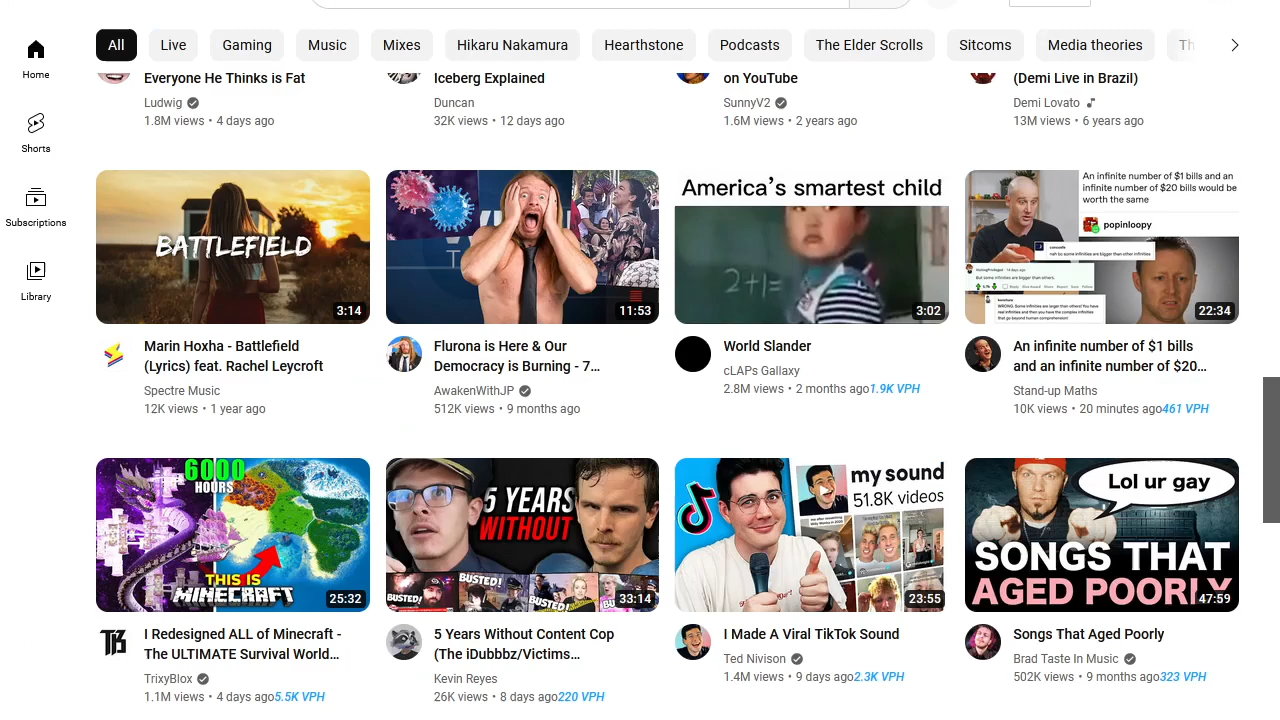 All
Live
Gaming
Music
Mixes
Hikaru Nakamura
Hearthstone
Podcasts
The Elder Scrolls
Sitcoms
Media theories
Th
Home
Shorts
Subscriptions
Library
Everyone He Thinks is Fat
Ludwig
1.8M views • 4 days ago
Iceberg Explained
Duncan
32K views • 12 days ago
on YouTube
SunnyV2
1.6M views • 2 years ago
(Demi Live in Brazil)
Demi Lovato
13M views • 6 years ago
BATTLEFIELD
3:14
Marin Hoxha - Battlefield
(Lyrics) feat. Rachel Leycroft
Spectre Music
12K views • 1 year ago
11:53
Flurona is Here & Our
Democracy is Burning - 7…
AwakenWithJP
512K views • 9 months ago
America's smartest child
2+1=
3:02
World Slander
cLAPs Gallaxy
2.8M views • 2 months ago1.9K VPH
An infinite number of $1 bills and an
infinite number of $20 bills would be
worth the same
popinloopy
22:34
An infinite number of $1 bills
and an infinite number of $20…
Stand-up Maths
10K views • 20 minutes ago461 VPH
6000
HOURS
THIS IS
MINECRAFT
25:32
I Redesigned ALL of Minecraft -
The ULTIMATE Survival World…
TrixyBlox
1.1M views • 4 days ago5.5K VPH
5 YEARS
WITHOUT
BUSTED!
BUSTED!
BUSTED!
33:14
5 Years Without Content Cop
(The iDubbbz/Victims…
Kevin Reyes
26K views • 8 days ago220 VPH
my sound
51.8K videos
23:55
I Made A Viral TikTok Sound
Ted Nivison
1.4M views • 9 days ago2.3K VPH
Lol ur gay
SONGS THAT
AGED POORLY
47:59
Songs That Aged Poorly
Brad Taste In Music
502K views • 9 months ago323 VPH